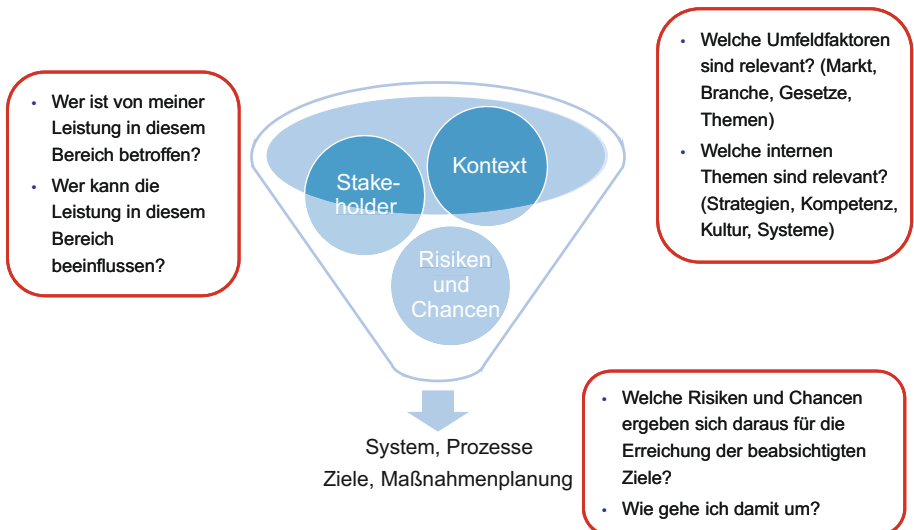 • Wer ist von meiner
Leistung in diesem
Bereich betroffen?
• Wer kann die
Leistung in diesem
Bereich
beeinflussen?
Stake-
holder
Kontext
Risiken
und
Chancen
• Welche Umfeldfaktoren
sind relevant? (Markt,
Branche, Gesetze,
Themen)
• Welche internen
Themen sind relevant?
(Strategien, Kompetenz,
Kultur, Systeme)
System, Prozesse
Ziele, Maßnahmenplanung
• Welche Risiken und Chancen
ergeben sich daraus für die
Erreichung der beabsichtigten
Ziele?
• Wie gehe ich damit um?